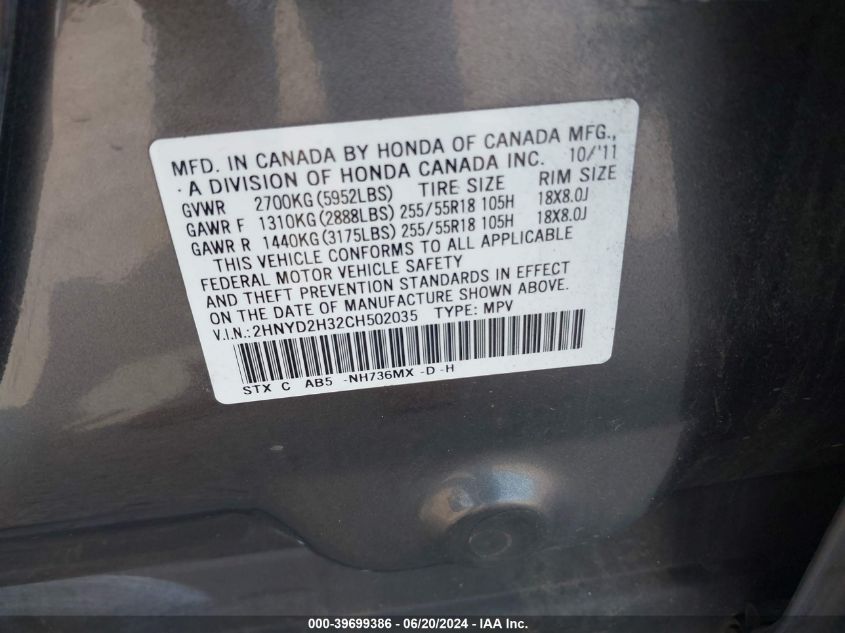 MFD. IN CANADA BY HONDA OF CANADA MFG.,
· A DIVISION OF HONDA CANADA INC. 10/'11
GVWR 2700KG(5952LBS) TIRE SIZE RIM SIZE
GAWR F 1310KG(2888LBS) 255/55R18 105H 18X8.0J
GAWR R 1440KG(3175LBS) 255/55R18 105H 18X8.0J
THIS VEHICLE CONFORMS TO ALL APPLICABLE
FEDERAL MOTOR VEHICLE SAFETY
AND THEFT PREVENTION STANDARDS IN EFFECT
ON THE DATE OF MANUFACTURE SHOWN ABOVE.
V.I.N.:2HNYD2H32CH502035 TYPE: MPV
STX C AB5 -NH736MX -D -H
000-39699386 - 06/20/2024 - IAA Inc.